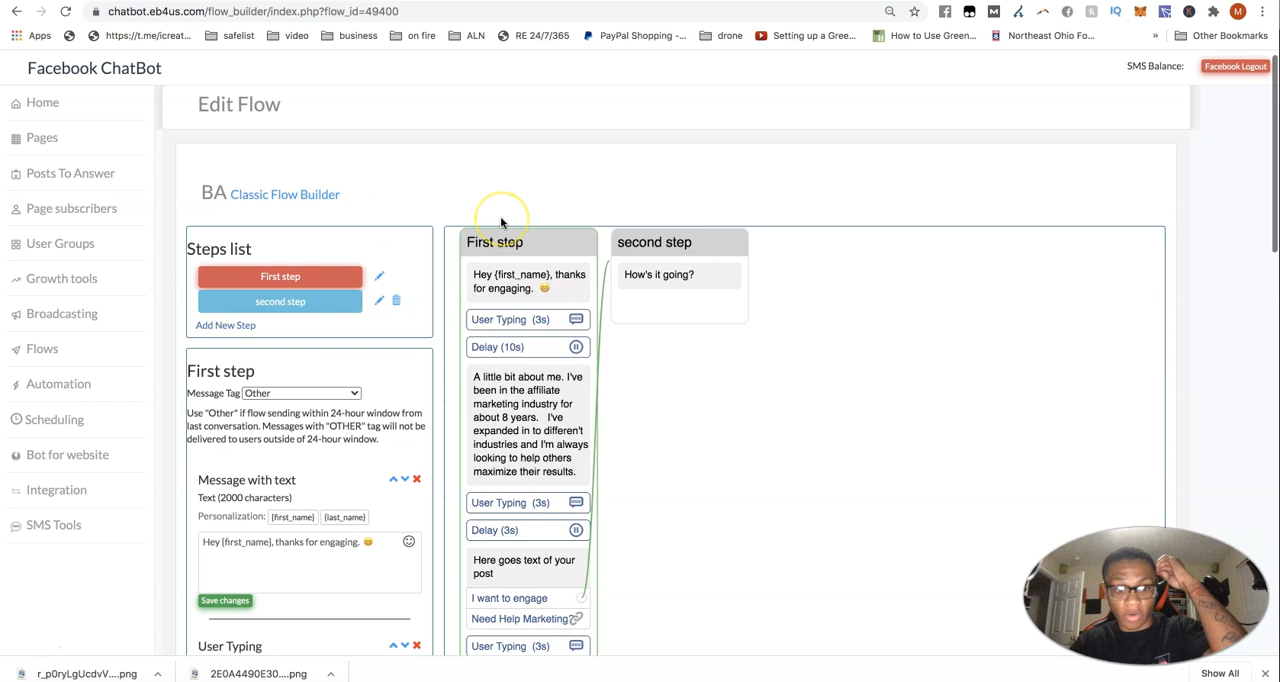 chatbot.eb4us.com/flow_builder/index.php?flow_id=49400
Apps
https://t.me/icreat...
safelist
video
business
on fire
ALN
RE 24/7/365
PayPal Shopping -...
drone
Setting up a Gree...
How to Use Green...
Northeast Ohio Fo...
»
Other Bookmarks
Facebook ChatBot
SMS Balance:
Facebook Logout
Home
Pages
Posts To Answer
Page subscribers
User Groups
Growth tools
Broadcasting
Flows
Automation
Scheduling
Bot for website
Integration
SMS Tools
Edit Flow
BA Classic Flow Builder
Steps list
First step
second step
Add New Step
First step
Message Tag Other
Use "Other" if flow sending within 24-hour window from
last conversation. Messages with "OTHER" tag will not be
delivered to users outside of 24-hour window.
Message with text
Text (2000 characters)
Personalization: {first_name} {last_name}
Hey {first_name}, thanks for engaging. 😀
Save changes
User Typing
First step
Hey {first_name}, thanks
for engaging. 😀
User Typing (3s)
Delay (10s)
A little bit about me. I've
been in the affiliate
marketing industry for
about 8 years. I've
expanded in to differen't
industries and I'm always
looking to help others
maximize their results.
User Typing (3s)
Delay (3s)
Here goes text of your
post
I want to engage
Need Help Marketing?
User Typing (3s)
second step
How's it going?
r_p0ryLgUcdvV....png
2E0A4490E30....png
Show All